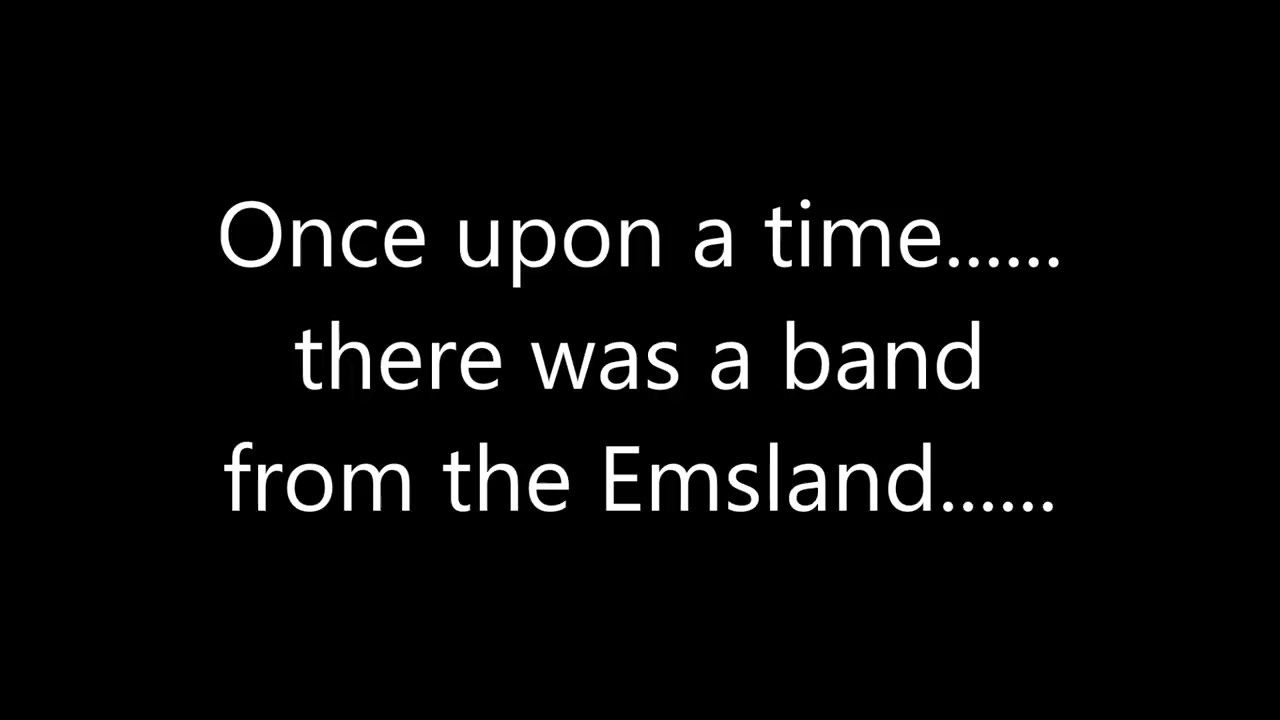 Once upon a time......
there was a band
from the Emsland......